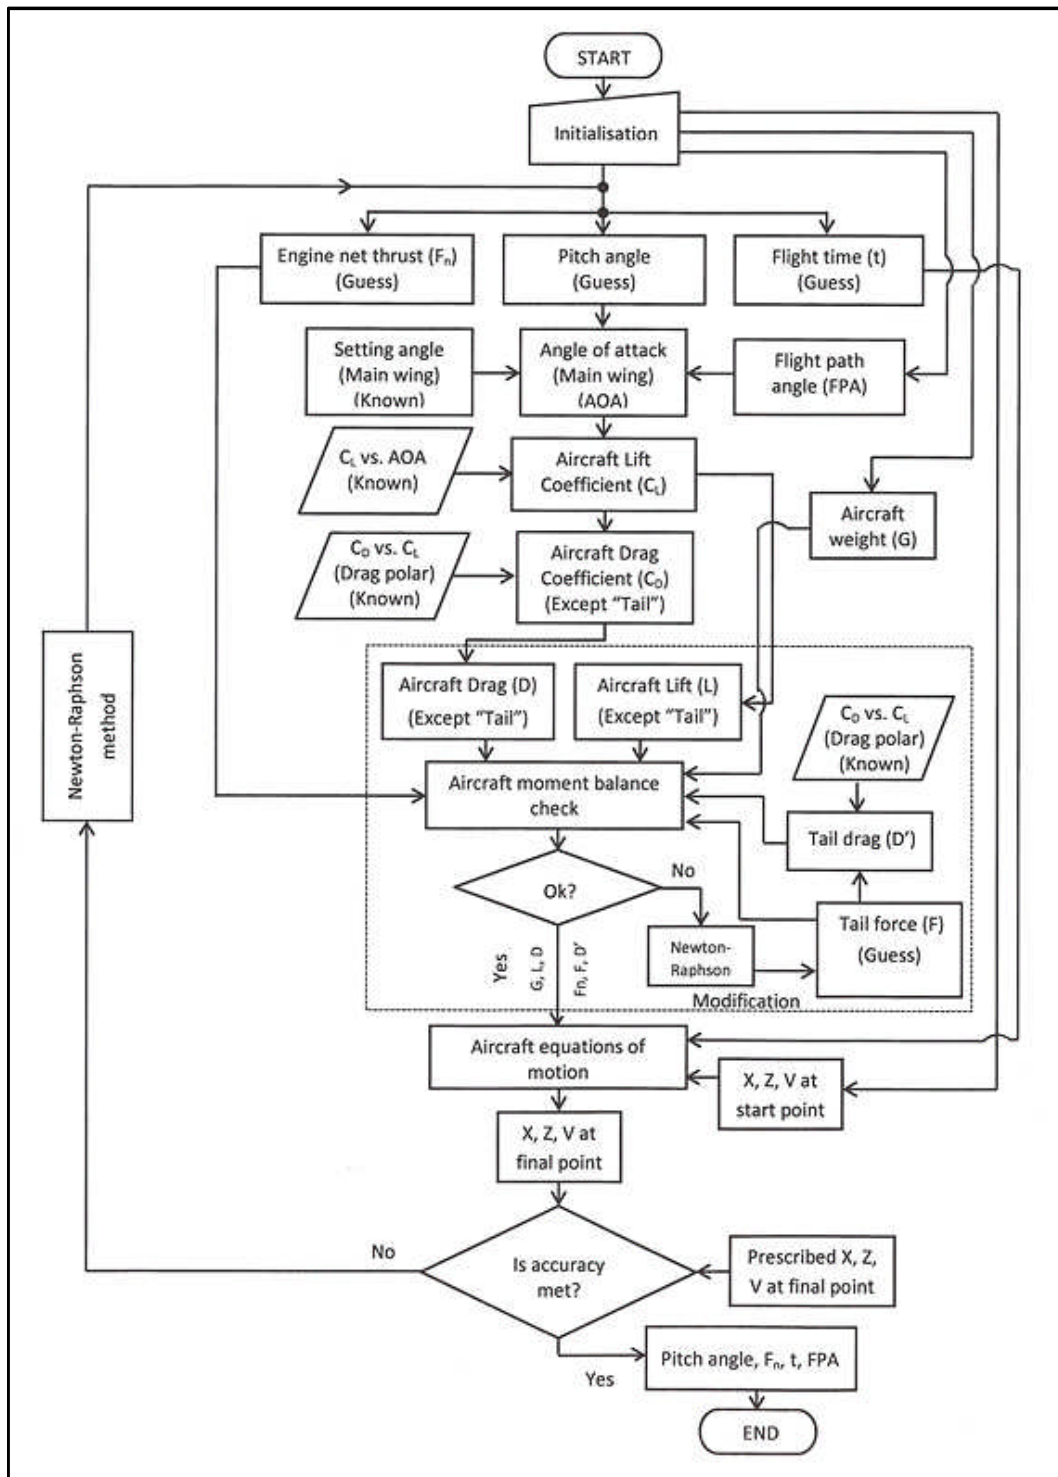 START
Initialisation
Engine net thrust (Fn)
(Guess)
Pitch angle
(Guess)
Flight time (t)
(Guess)
Setting angle
(Main wing)
(Known)
Angle of attack
(Main wing)
(AOA)
Flight path
angle (FPA)
CL vs. AOA
(Known)
Aircraft Lift
Coefficient (CL)
Aircraft
weight (G)
CD vs. CL
(Drag polar)
(Known)
Aircraft Drag
Coefficient (CD)
(Except “Tail”)
Newton-Raphson
method
Aircraft Drag (D)
(Except “Tail”)
Aircraft Lift (L)
(Except “Tail”)
CD vs. CL
(Drag polar)
(Known)
Aircraft moment balance
check
Tail drag (D’)
Ok?
No
Tail force (F)
(Guess)
Newton-
Raphson
Yes
G, L, D
Fn, F, D’
Modification
Aircraft equations of
motion
X, Z, V at
start point
X, Z, V at
final point
No
Is accuracy
met?
Prescribed X, Z,
V at final point
Yes
Pitch angle, Fn, t, FPA
END